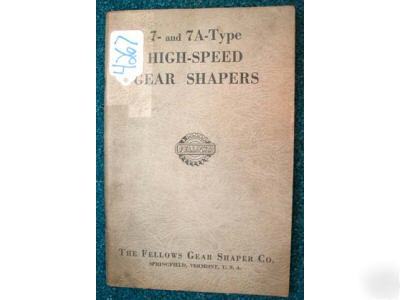 4267
7- and 7A-Type
HIGH-SPEED
GEAR SHAPERS
FELLOWS
THE FELLOWS GEAR SHAPER CO.
SPRINGFIELD, VERMONT, U. S. A.